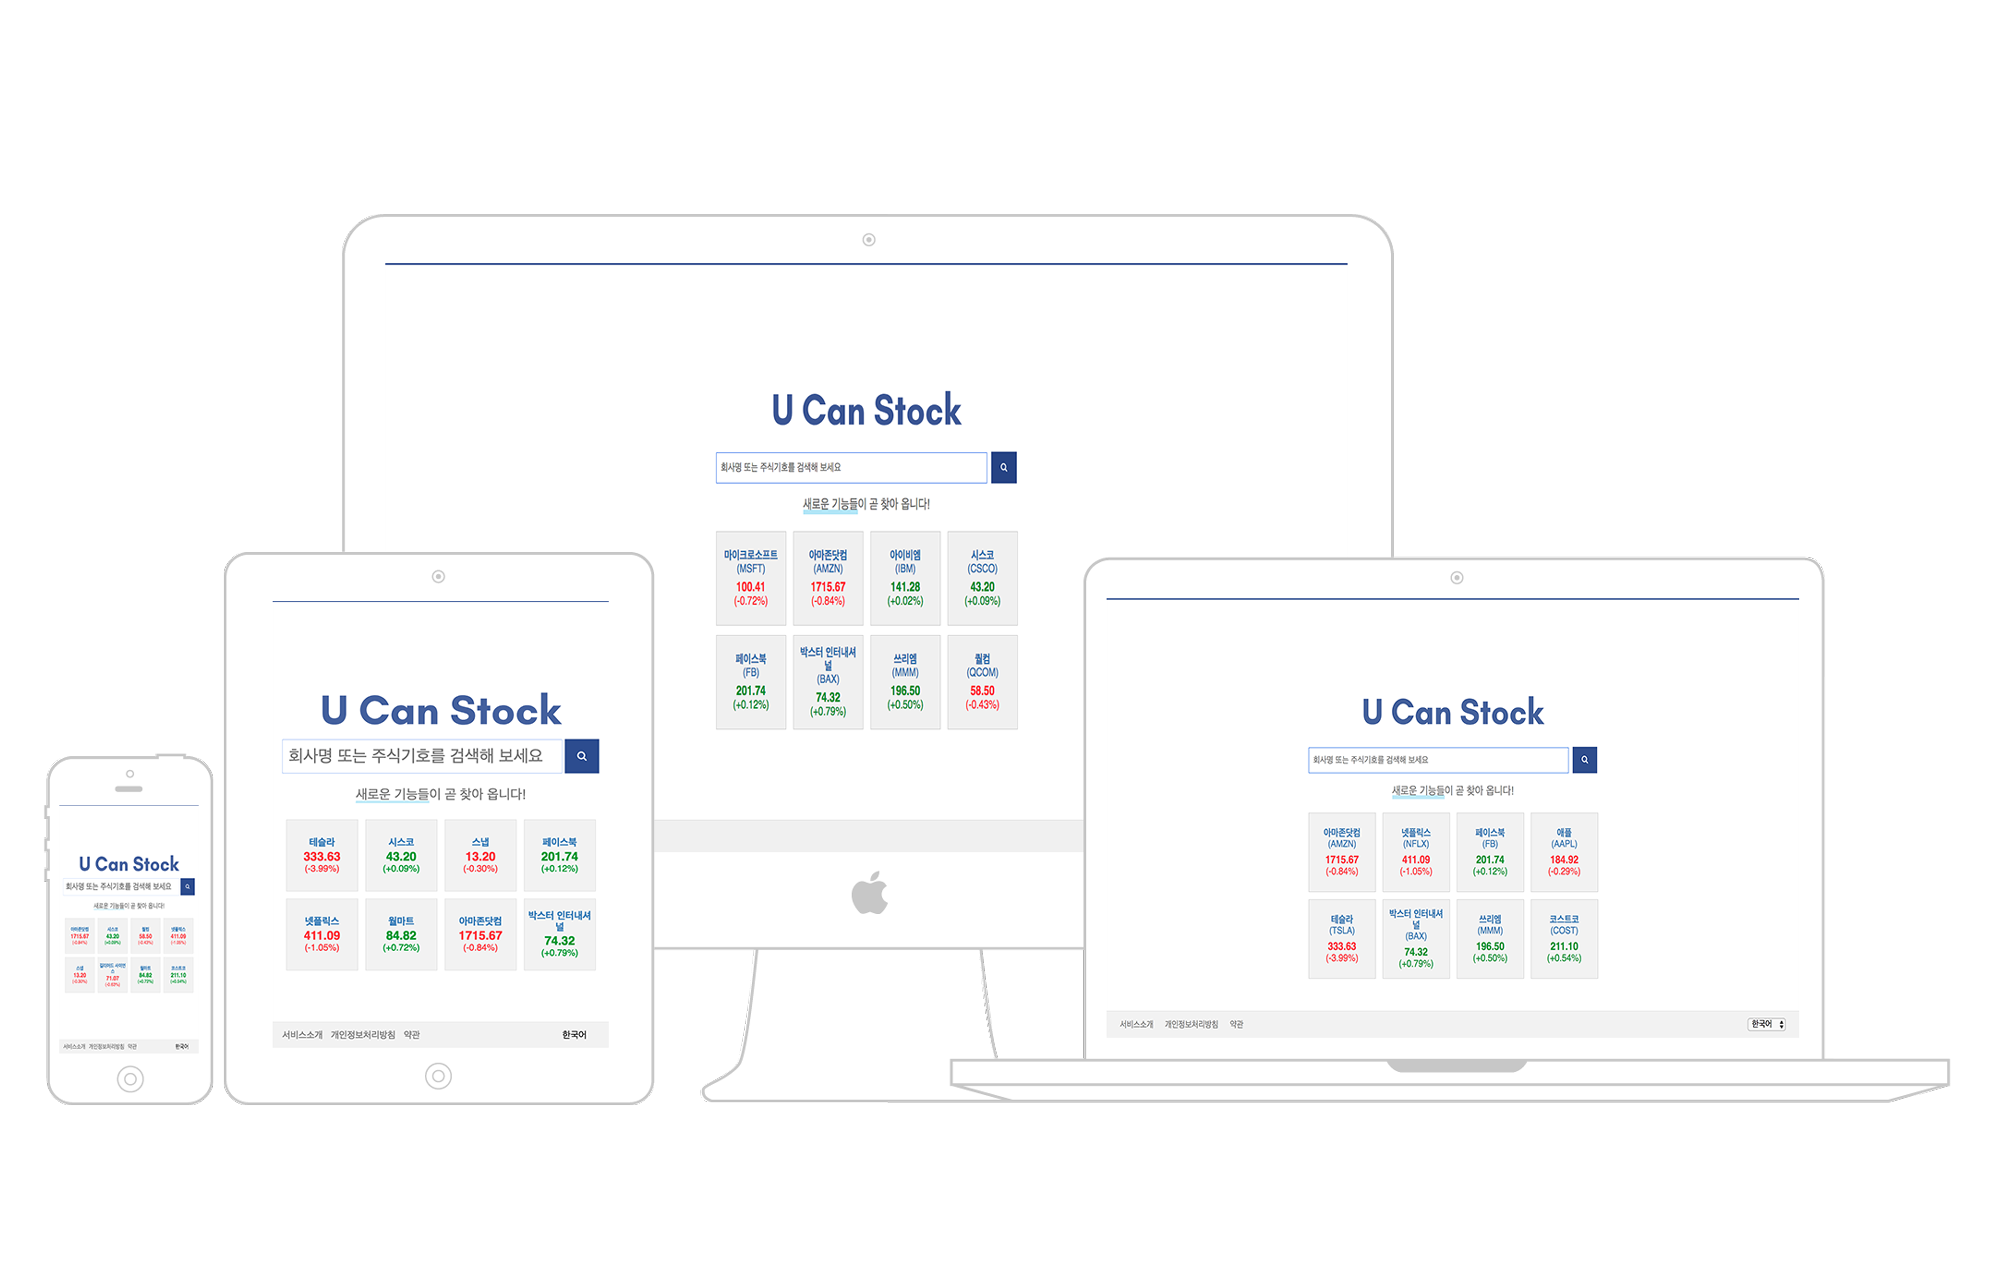 U Can Stock
회사명 또는 주식기호를 검색해 보세요
새로운 기능들이 곧 찾아 옵니다!
마이크로소프트 아마존닷컴 아이비엠 시스코
(MSFT) (AMZN) (IBM) (CSCO)
100.41 1715.67 141.28 43.20
(-0.72%) (-0.84%) (+0.02%) (+0.09%)
페이스북 박스터 인터내셔널 쓰리엠 퀄컴
(FB) (BAX) (MMM) (QCOM)
201.74 74.32 196.50 58.50
(+0.12%) (+0.79%) (+0.50%) (-0.43%)
U Can Stock
회사명 또는 주식기호를 검색해 보세요
새로운 기능들이 곧 찾아 옵니다!
테슬라 시스코 스냅 페이스북
333.63 43.20 13.20 201.74
(-3.99%) (+0.09%) (-0.30%) (+0.12%)
넷플릭스 월마트 아마존닷컴 박스터 인터내셔널
411.09 84.82 1715.67 74.32
(-1.05%) (+0.72%) (-0.84%) (+0.79%)
서비스소개 개인정보처리방침 약관 한국어
U Can Stock
회사명 또는 주식기호를 검색해 보세요
새로운 기능들이 곧 찾아 옵니다!
아마존닷컴 넷플릭스 페이스북 애플
(AMZN) (NFLX) (FB) (AAPL)
1715.67 411.09 201.74 184.92
(-0.84%) (-1.05%) (+0.12%) (-0.29%)
테슬라 박스터 인터내셔널 쓰리엠 코스트코
(TSLA) (BAX) (MMM) (COST)
333.63 74.32 196.50 211.10
(-3.99%) (+0.79%) (+0.50%) (+0.54%)
서비스소개 개인정보처리방침 약관 한국어
U Can Stock
회사명 또는 주식기호를 검색해 보세요
새로운 기능들이 곧 찾아 옵니다!
아마존닷컴 시스코 퀄컴 넷플릭스
1715.67 43.20 58.50 411.09
(-0.84%) (+0.09%) (-0.43%) (-1.05%)
스냅 길리어드 사이언스 월마트 코스트코
13.20 71.07 84.82 211.10
(-0.30%) (+0.72%) (+0.54%)
서비스소개 개인정보처리방침 약관 한국어